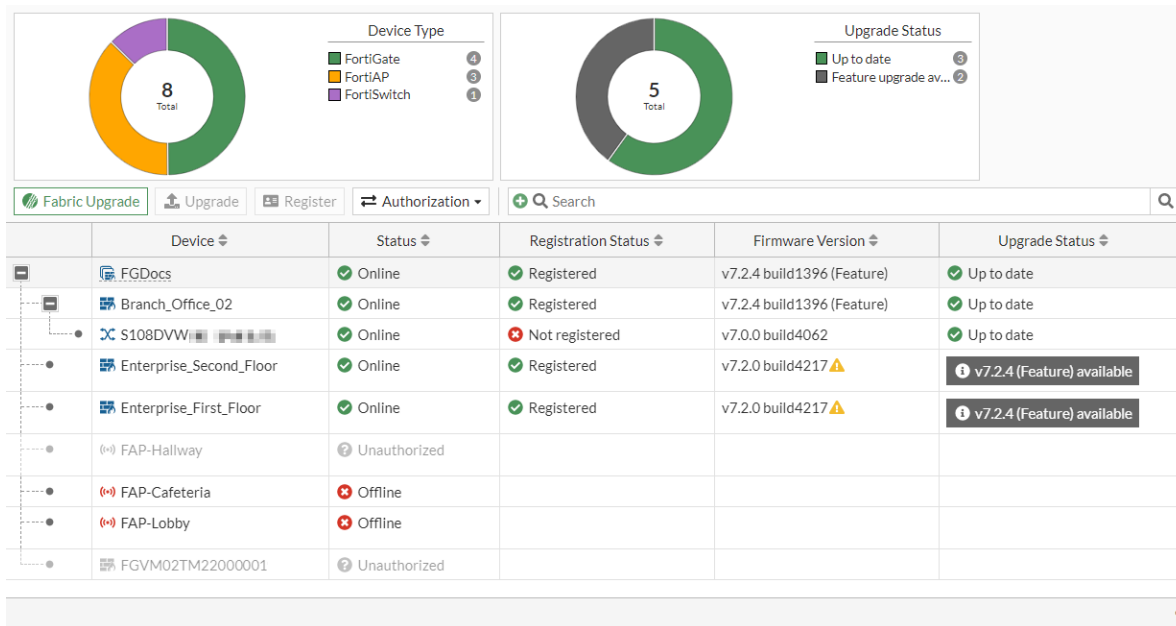 Device Type
FortiGate 4
FortiAP 3
FortiSwitch 1
8
Total
Upgrade Status
Up to date 3
Feature upgrade av... 2
5
Total
Fabric Upgrade Upgrade Register Authorization Search
Device Status Registration Status Firmware Version Upgrade Status
FGDocs Online Registered v7.2.4 build1396 (Feature) Up to date
Branch_Office_02 Online Registered v7.2.4 build1396 (Feature) Up to date
S108DVW Online Not registered v7.0.0 build4062 Up to date
Enterprise_Second_Floor Online Registered v7.2.0 build4217 v7.2.4 (Feature) available
Enterprise_First_Floor Online Registered v7.2.0 build4217 v7.2.4 (Feature) available
FAP-Hallway Unauthorized
FAP-Cafeteria Offline
FAP-Lobby Offline
FGVM02TM22000001 Unauthorized